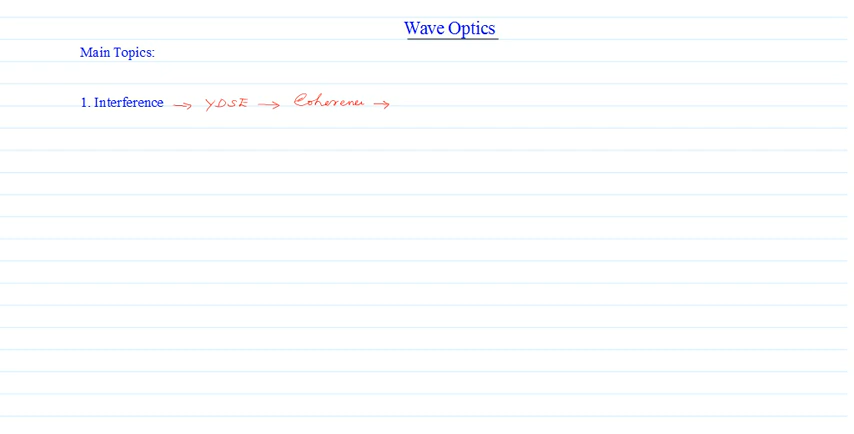 Wave Optics
Main Topics:
1. Interference → YDSE → Coherence →